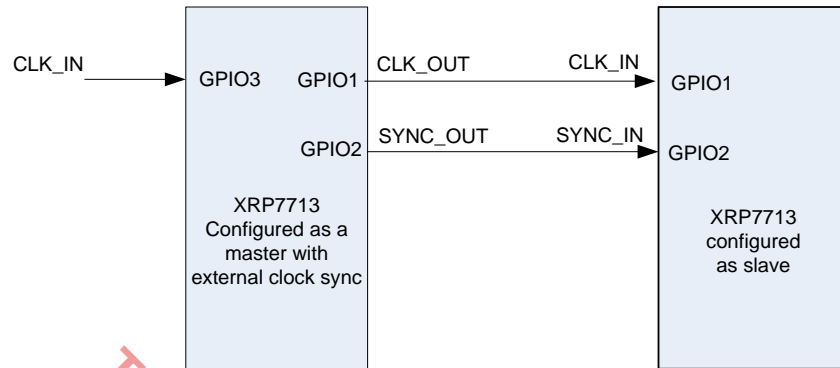 CLK_IN
GPIO3
GPIO1
CLK_OUT
CLK_IN
GPIO1
GPIO2
SYNC_OUT
SYNC_IN
GPIO2
XRP7713
Configured as a
master with
external clock sync
XRP7713
configured
as slave